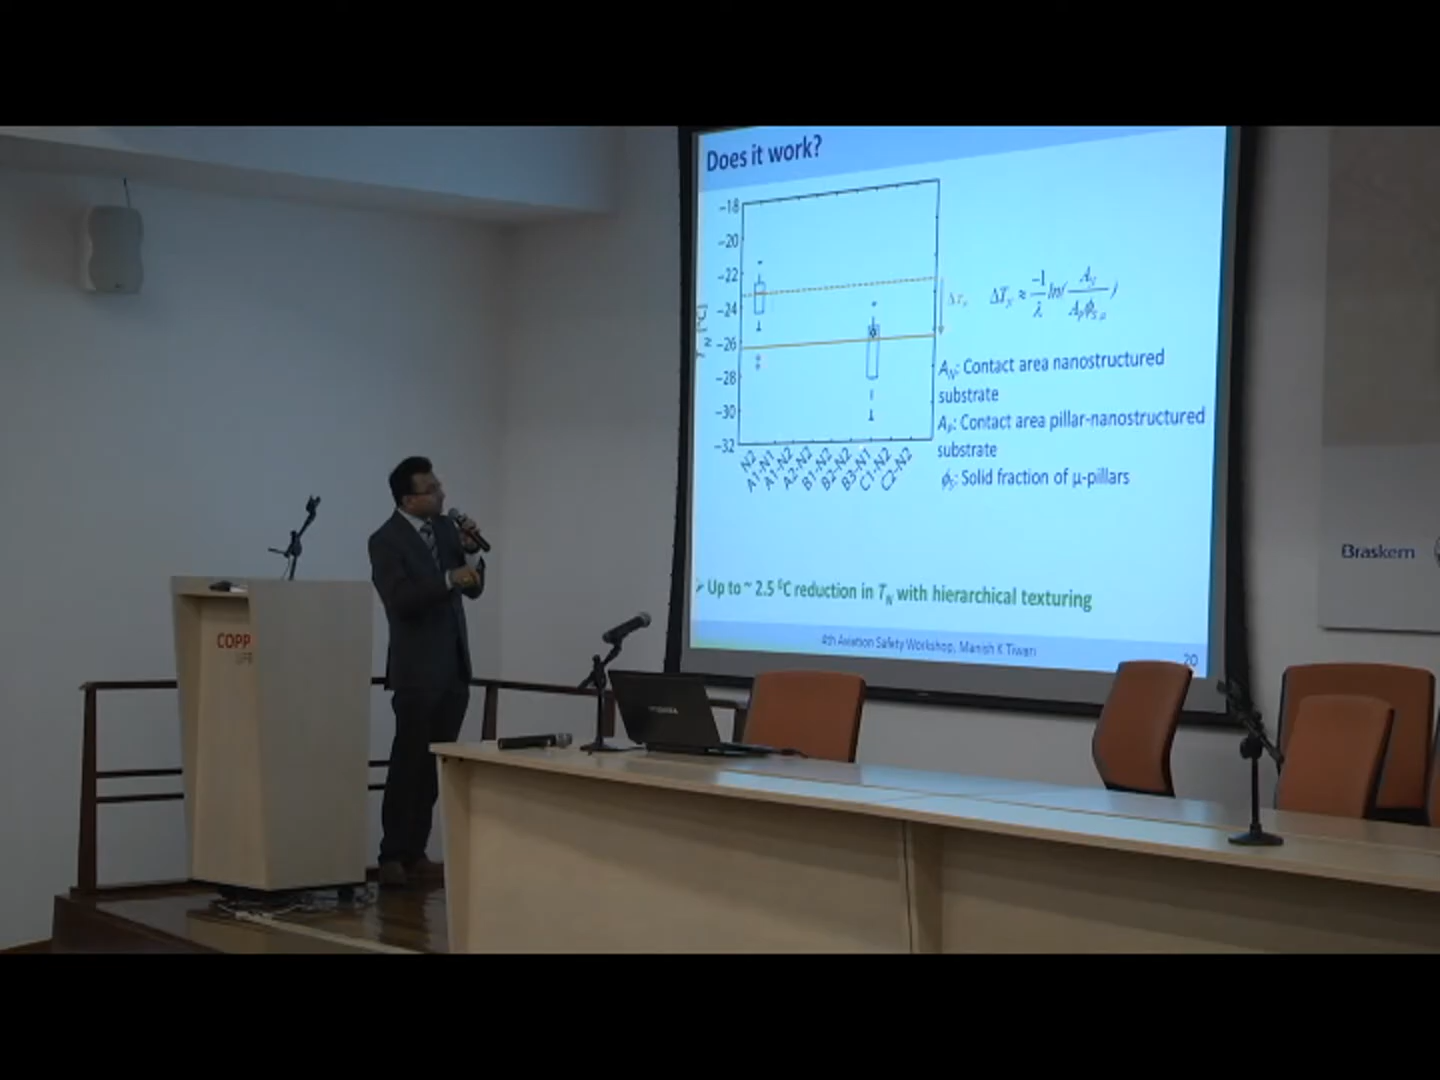 Does it work?
−18
−20
−22
−24
−26
−28
−30
−32
N2
A1-N1
A1-N2
A2-N2
B1-N2
B2-N2
B3-N1
C1-N2
C2-N2
A_N: Contact area nanostructured
substrate
A_P: Contact area pillar-nanostructured
substrate
ϕ_S: Solid fraction of μ-pillars
Up to ~ 2.5 ⁰C reduction in T_N with hierarchical texturing
4th Aviation Safety Workshop, Manish K Tiwari
20
COPP
Braskem
TOSHIBA